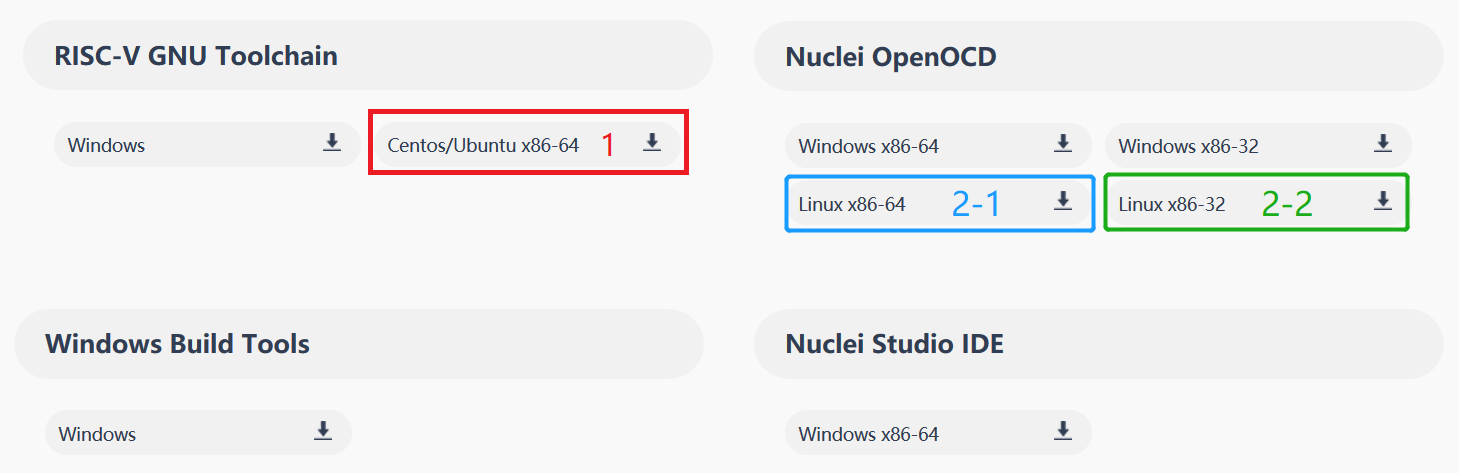 RISC-V GNU Toolchain
Windows
Centos/Ubuntu x86-64 1
Nuclei OpenOCD
Windows x86-64
Windows x86-32
Linux x86-64 2-1
Linux x86-32 2-2
Windows Build Tools
Windows
Nuclei Studio IDE
Windows x86-64